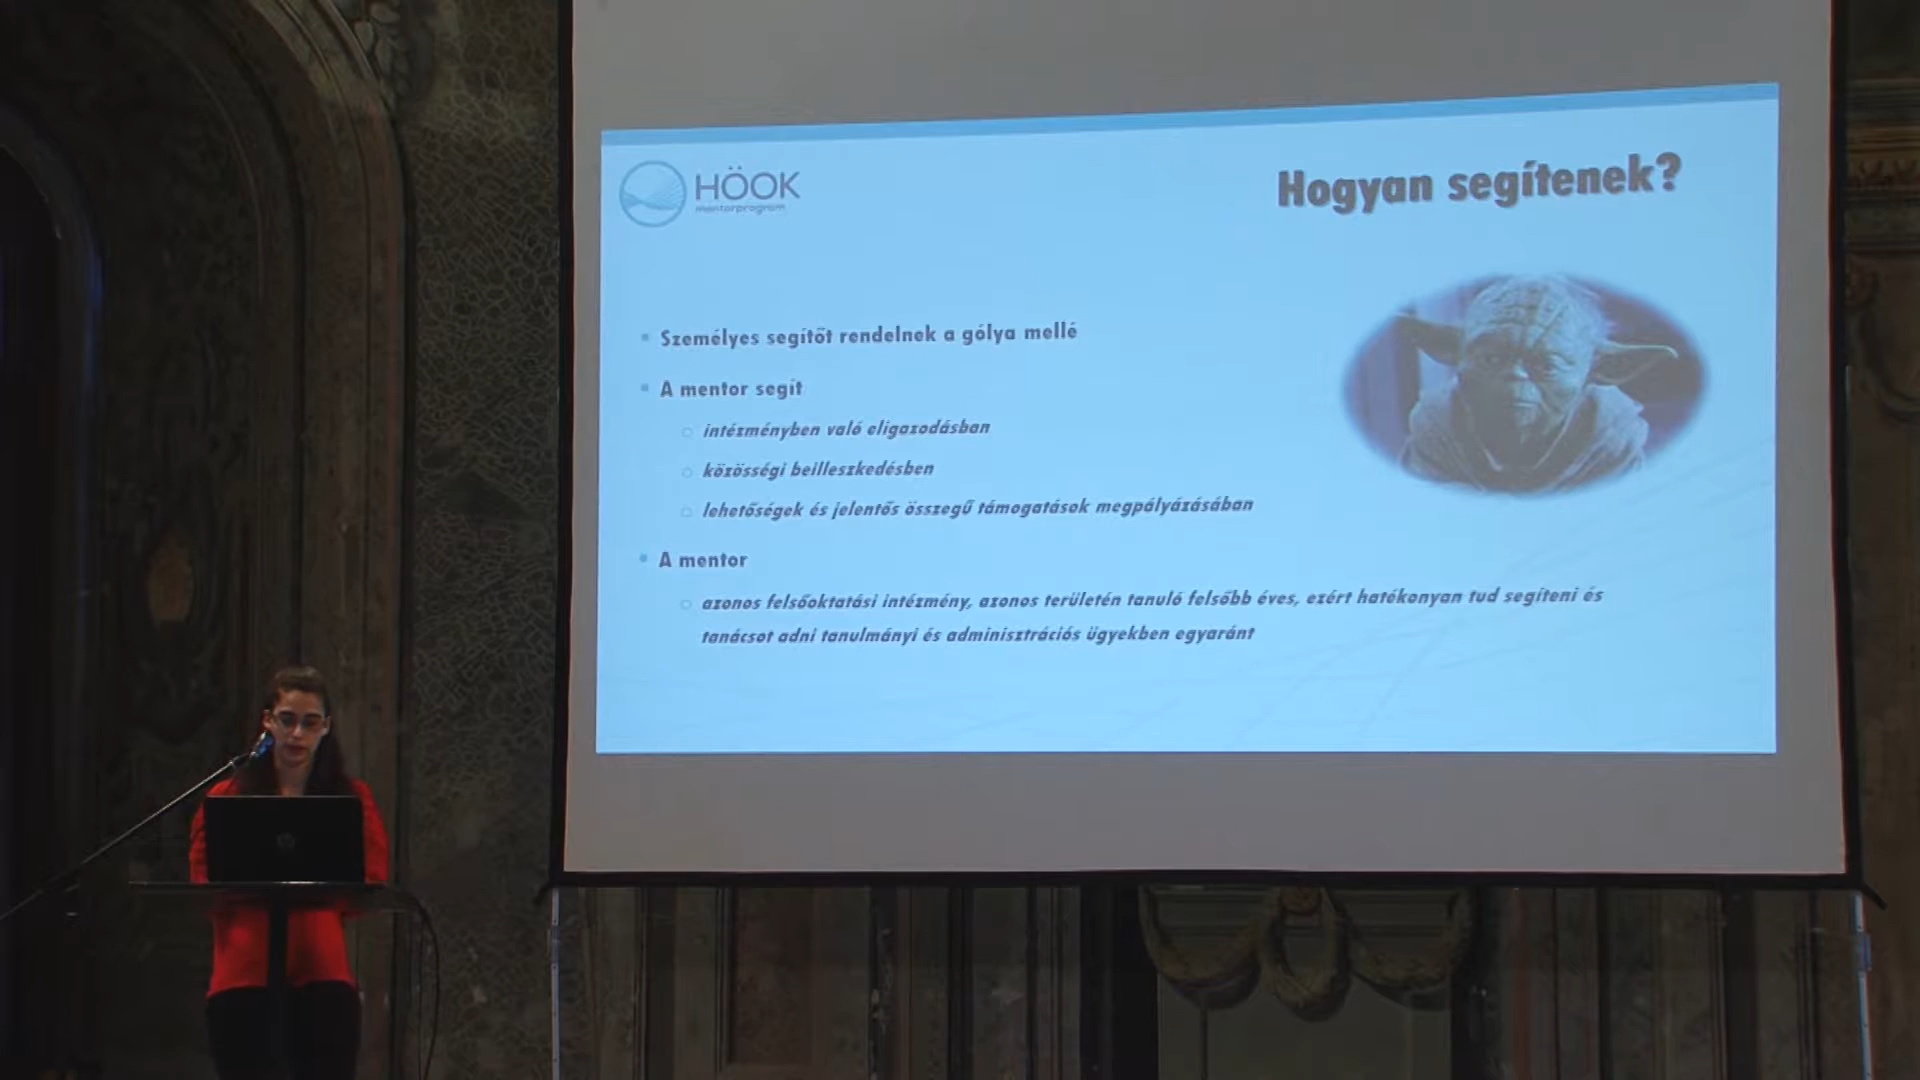 HÖÖK
mentorprogram
Hogyan segítenek?
Személyes segítőt rendelnek a gólya mellé
A mentor segít
intézményben való eligazodásban
közösségi beilleszkedésben
lehetőségek és jelentős összegű támogatások megpályázásában
A mentor
azonos felsőoktatási intézmény, azonos területén tanuló felsőbb éves, ezért hatékonyan tud segíteni és
tanácsot adni tanulmányi és adminisztrációs ügyekben egyaránt